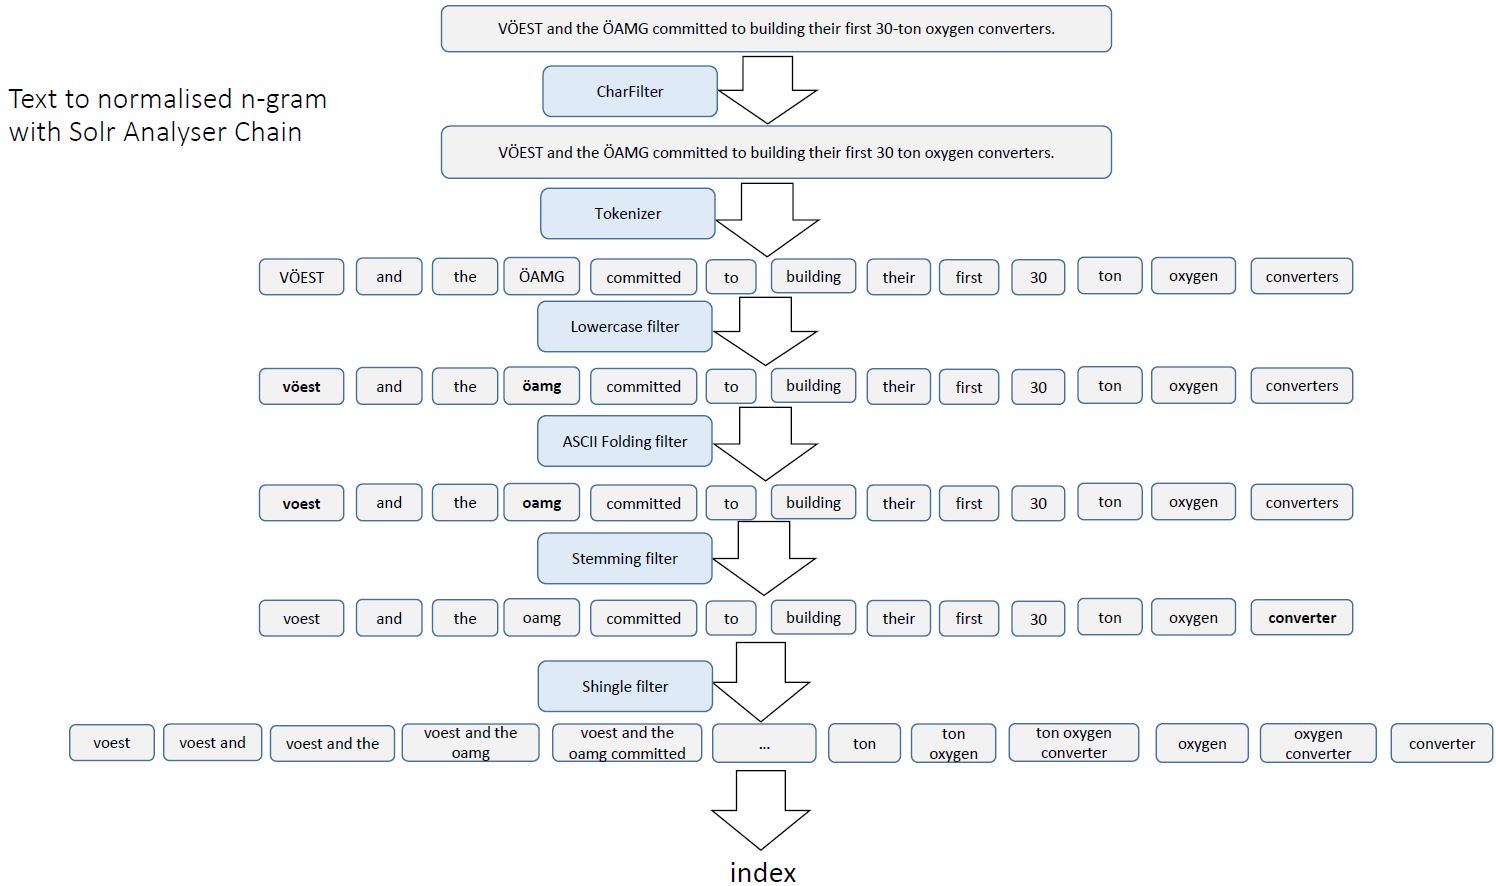 VÖEST and the ÖAMG committed to building their first 30-ton oxygen converters.
Text to normalised n-gram
with Solr Analyser Chain
CharFilter
VÖEST and the ÖAMG committed to building their first 30 ton oxygen converters.
Tokenizer
VÖEST and the ÖAMG committed to building their first 30 ton oxygen converters
Lowercase filter
vöest and the öamg committed to building their first 30 ton oxygen converters
ASCII Folding filter
voest and the oamg committed to building their first 30 ton oxygen converters
Stemming filter
voest and the oamg committed to building their first 30 ton oxygen converter
Shingle filter
voest
voest and
voest and the
voest and the
oamg
voest and the
oamg committed
...
ton
ton
oxygen
ton oxygen
converter
oxygen
oxygen
converter
converter
index